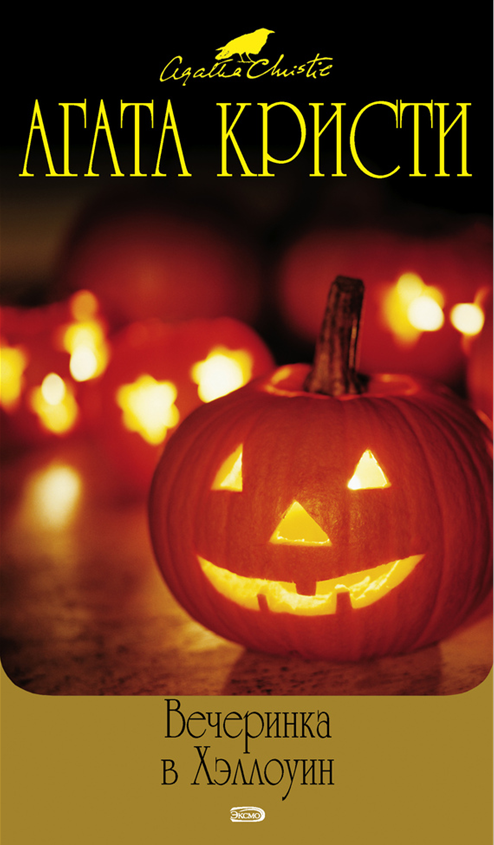 Agatha Christie
АГАТА КРИСТИ
Вечеринка
в Хэллоуин
ЭКСМО